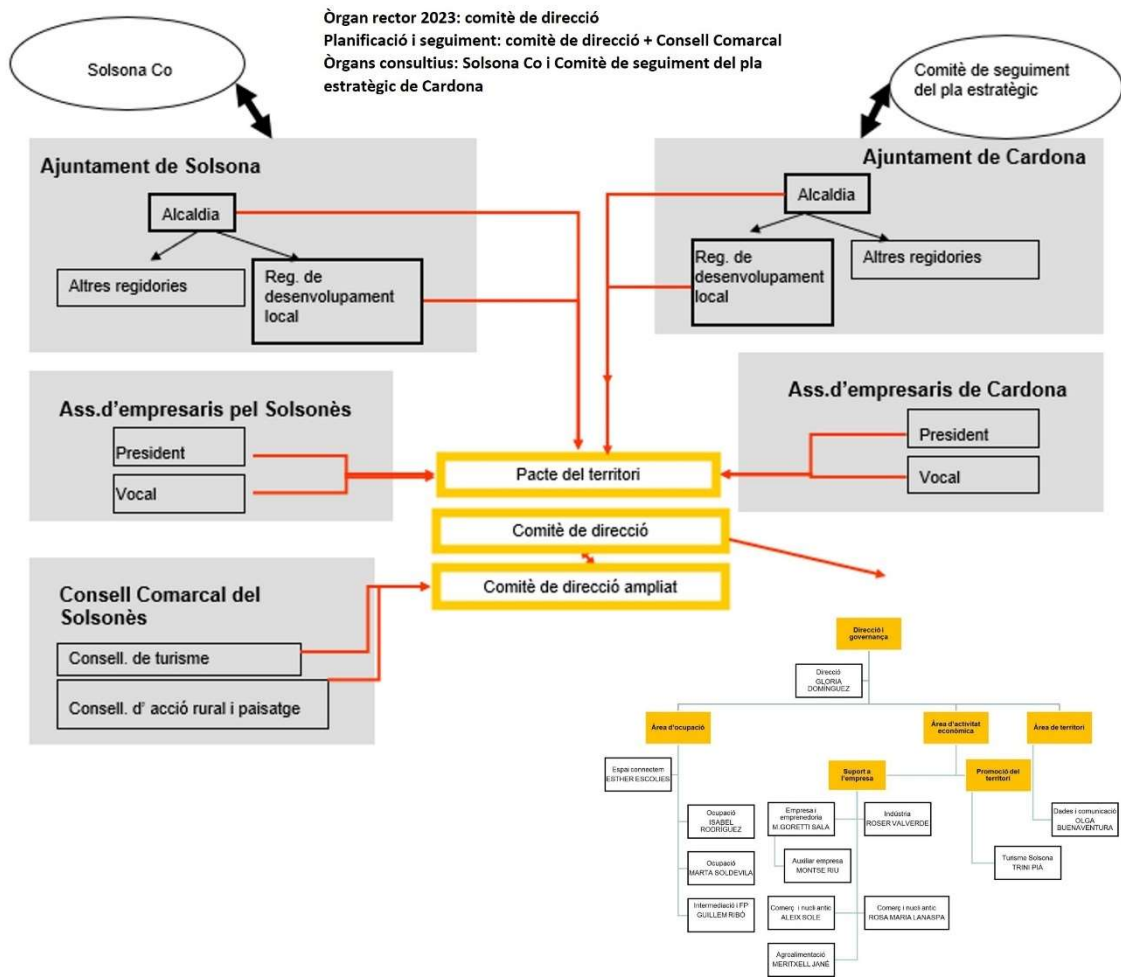 Òrgan rector 2023: comitè de direcció
Planificació i seguiment: comitè de direcció + Consell Comarcal
Òrgans consultius: Solsona Co i Comitè de seguiment del pla
estratègic de Cardona
Solsona Co
Comitè de seguiment
del pla estratègic
Ajuntament de Solsona
Alcaldia
Altres regidories
Reg. de
desenvolupament
local
Ajuntament de Cardona
Alcaldia
Reg. de
desenvolupament
local
Altres regidories
Ass.d'empresaris pel Solsonès
President
Vocal
Ass.d'empresaris de Cardona
President
Vocal
Pacte del territori
Comitè de direcció
Comitè de direcció ampliat
Consell Comarcal del
Solsonès
Consell. de turisme
Consell. d' acció rural i paisatge
Direcció i
governança
Direcció
GLORIA
DOMÍNGUEZ
Àrea d'ocupació
Àrea d'activitat
econòmica
Àrea de territori
Espai connectem
ESTHER ESCOLIES
Suport a
l'empresa
Promoció del
territori
Ocupació
ISABEL
RODRÍGUEZ
Empresa i
emprenedoria
M.GORETTI SALA
Indústria
ROSER VALVERDE
Dades i comunicació
OLGA
BUENAVENTURA
Ocupació
MARTA SOLDEVILA
Auxiliar empresa
MONTSE RIU
Turisme Solsona
TRINI PIÀ
Intermediació i FP
GUILLEM RIBÓ
Comerç i nucli antic
ALEIX SOLE
Comerç i nucli antic
ROSA MARIA LANASPA
Agroalimentació
MERITXELL JANÉ